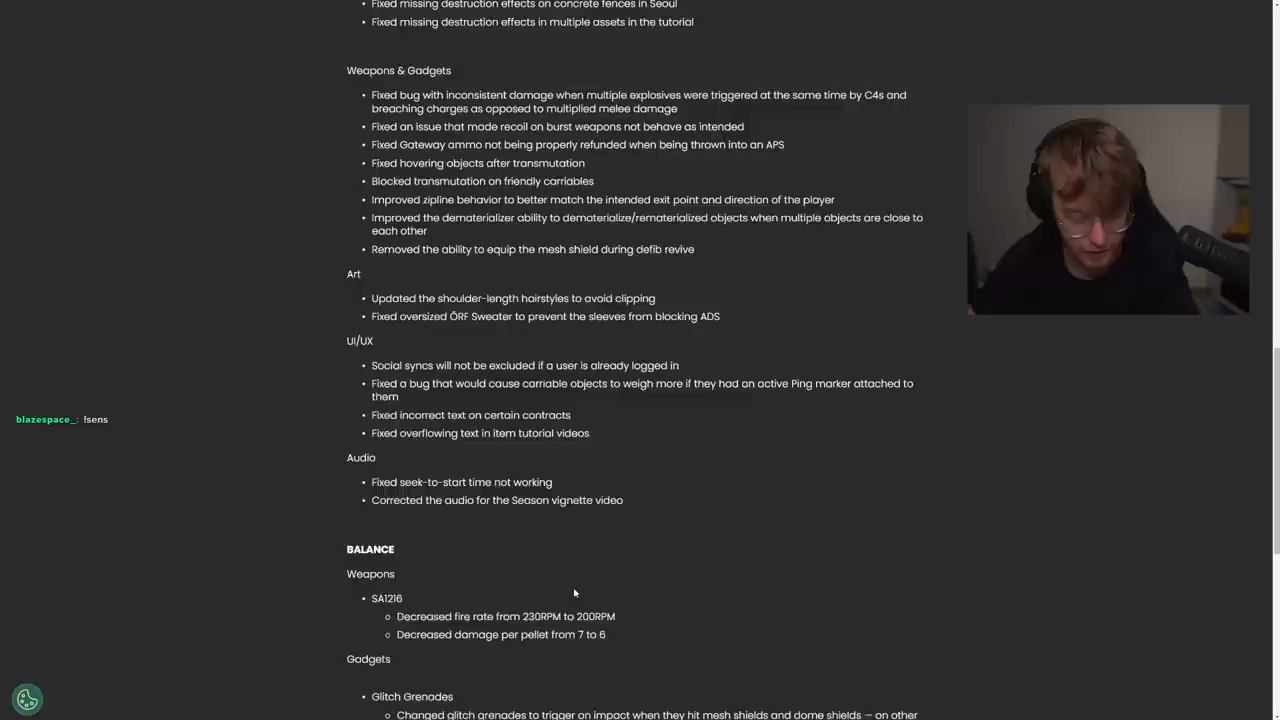 Fixed missing destruction effects on concrete fences in Seoul
Fixed missing destruction effects in multiple assets in the tutorial
Weapons & Gadgets
Fixed bug with inconsistent damage when multiple explosives were triggered at the same time by C4s and
breaching charges as opposed to multiplied melee damage
Fixed an issue that made recoil on burst weapons not behave as intended
Fixed Gateway ammo not being properly refunded when being thrown into an APS
Fixed hovering objects after transmutation
Blocked transmutation on friendly carriables
Improved zipline behavior to better match the intended exit point and direction of the player
Improved the dematerializer ability to dematerialize/rematerialized objects when multiple objects are close to
each other
Removed the ability to equip the mesh shield during defib revive
Art
Updated the shoulder-length hairstyles to avoid clipping
Fixed oversized ÖRF Sweater to prevent the sleeves from blocking ADS
UI/UX
Social syncs will not be excluded if a user is already logged in
Fixed a bug that would cause carriable objects to weigh more if they had an active Ping marker attached to
them
blazespace_: !sens
Fixed incorrect text on certain contracts
Fixed overflowing text in item tutorial videos
Audio
Fixed seek-to-start time not working
Corrected the audio for the Season vignette video
BALANCE
Weapons
SA1216
Decreased fire rate from 230RPM to 200RPM
Decreased damage per pellet from 7 to 6
Gadgets
Glitch Grenades
Changed glitch grenades to trigger on impact when they hit mesh shields and dome shields — on other